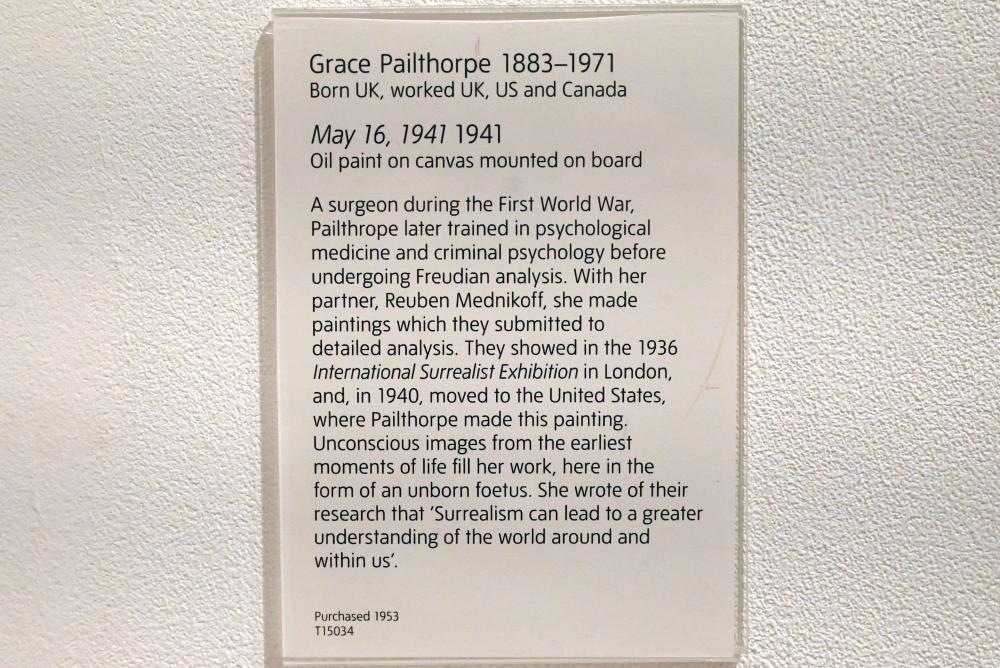 Grace Pailthorpe 1883–1971
Born UK, worked UK, US and Canada
May 16, 1941 1941
Oil paint on canvas mounted on board
A surgeon during the First World War,
Pailthrope later trained in psychological
medicine and criminal psychology before
undergoing Freudian analysis. With her
partner, Reuben Mednikoff, she made
paintings which they submitted to
detailed analysis. They showed in the 1936
International Surrealist Exhibition in London,
and, in 1940, moved to the United States,
where Pailthorpe made this painting.
Unconscious images from the earliest
moments of life fill her work, here in the
form of an unborn foetus. She wrote of their
research that ‘Surrealism can lead to a greater
understanding of the world around and
within us’.
Purchased 1953
T15034